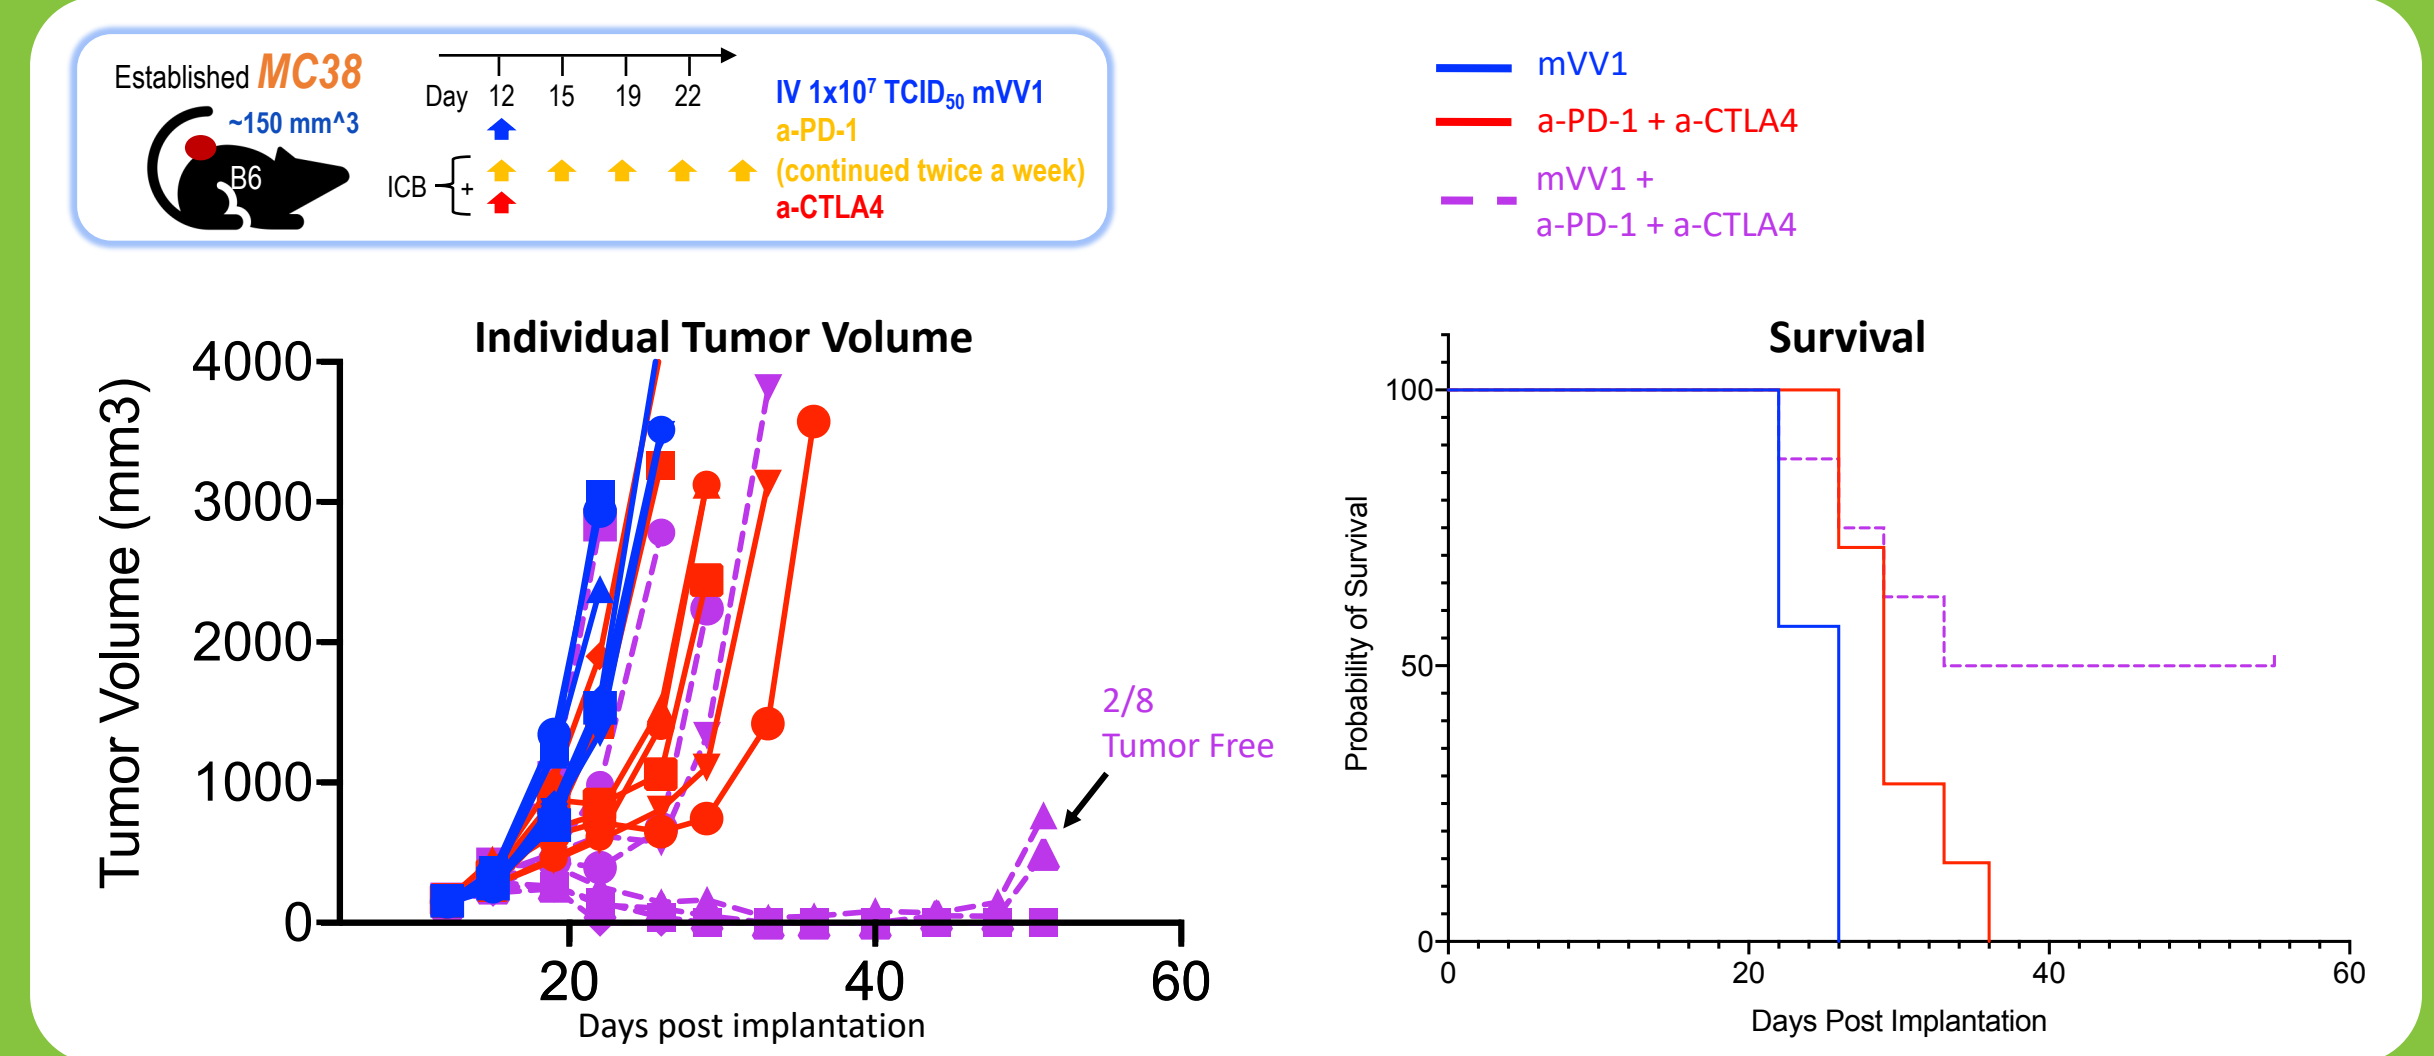 Established MC38
~150 mm^3
B6
Day 12 15 19 22
ICB
+
IV 1x10⁷ TCID₅₀ mVV1
a-PD-1
(continued twice a week)
a-CTLA4
mVV1
a-PD-1 + a-CTLA4
mVV1 +
a-PD-1 + a-CTLA4
Individual Tumor Volume
Tumor Volume (mm3)
4000
3000
2000
1000
0
20 40 60
Days post implantation
2/8
Tumor Free
Survival
Probability of Survival
100
50
0
0 20 40 60
Days Post Implantation